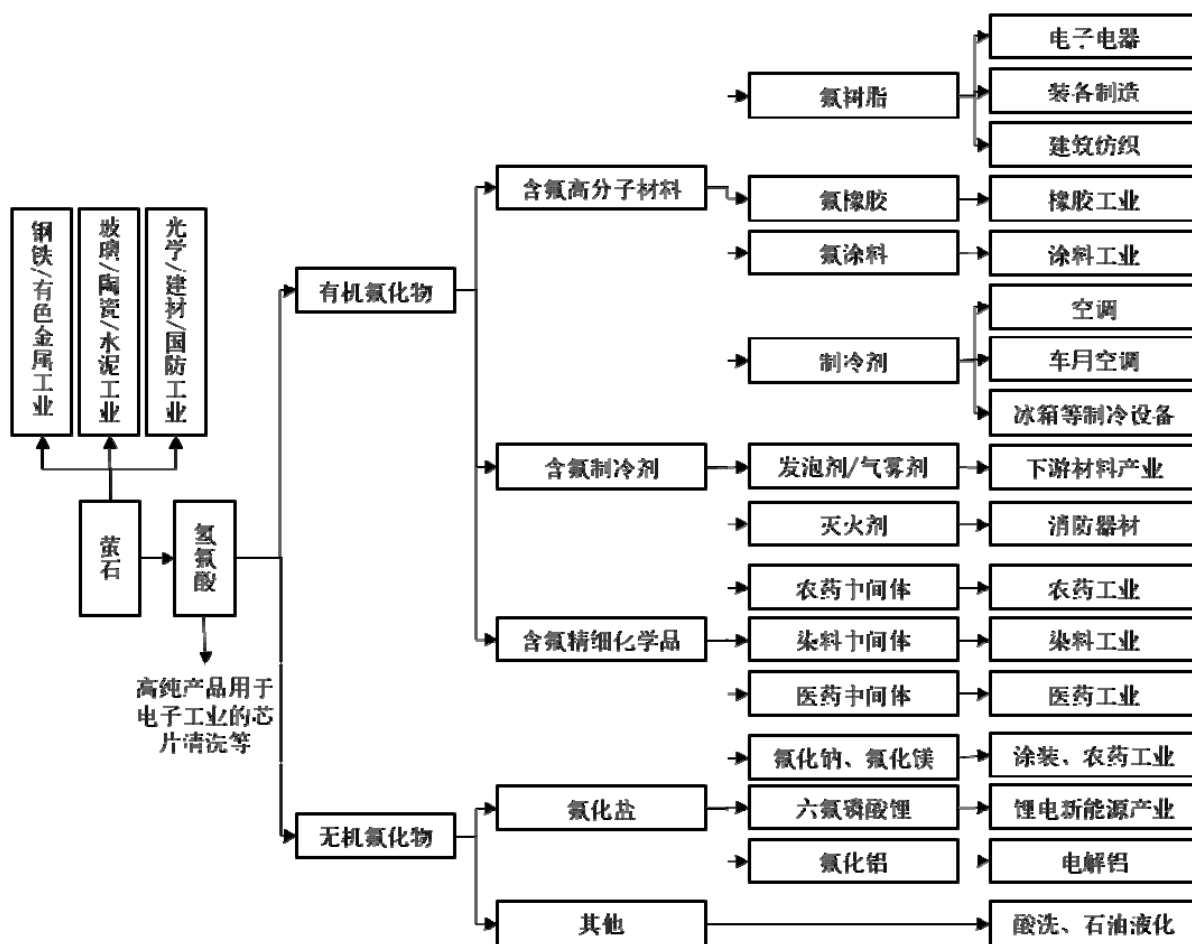 电子电器
氟树脂
装备制造
建筑纺织
含氟高分子材料
氟橡胶
橡胶工业
氟涂料
涂料工业
钢铁/有色金属工业
玻璃/陶瓷/水泥工业
光学/建材/国防工业
有机氟化物
空调
制冷剂
车用空调
冰箱等制冷设备
含氟制冷剂
发泡剂/气雾剂
下游材料产业
萤石
氢氟酸
灭火剂
消防器材
农药中间体
农药工业
含氟精细化学品
染料中间体
染料工业
高纯产品用于
电子工业的芯
片清洗等
医药中间体
医药工业
氟化钠、氟化镁
涂装、农药工业
无机氟化物
氟化盐
六氟磷酸锂
锂电新能源产业
氟化铝
电解铝
其他
酸洗、石油液化